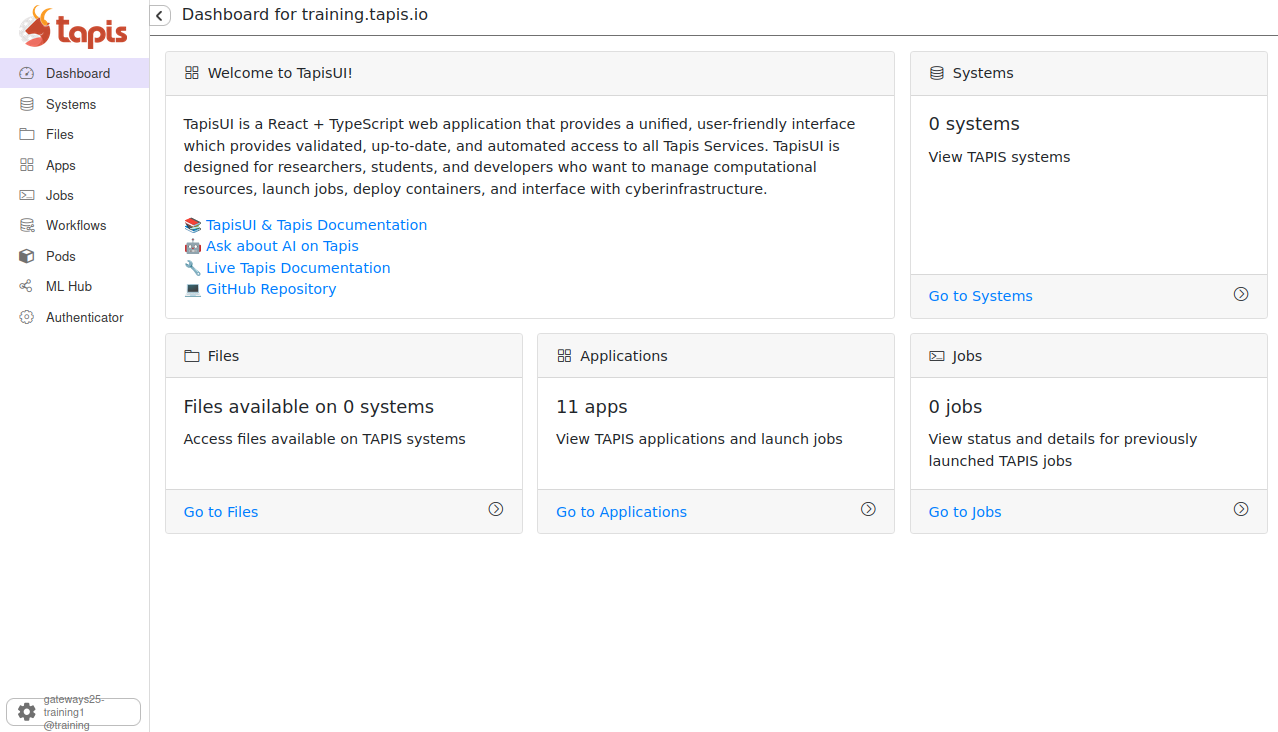 tapis
Dashboard for training.tapis.io
Dashboard
Systems
Files
Apps
Jobs
Workflows
Pods
ML Hub
Authenticator
gateways25-
training1
@training
Welcome to TapisUI!
TapisUI is a React + TypeScript web application that provides a unified, user-friendly interface
which provides validated, up-to-date, and automated access to all Tapis Services. TapisUI is
designed for researchers, students, and developers who want to manage computational
resources, launch jobs, deploy containers, and interface with cyberinfrastructure.
📚 TapisUI & Tapis Documentation
🤖 Ask about AI on Tapis
🔧 Live Tapis Documentation
💻 GitHub Repository
Systems
0 systems
View TAPIS systems
Go to Systems
Files
Files available on 0 systems
Access files available on TAPIS systems
Go to Files
Applications
11 apps
View TAPIS applications and launch jobs
Go to Applications
Jobs
0 jobs
View status and details for previously
launched TAPIS jobs
Go to Jobs